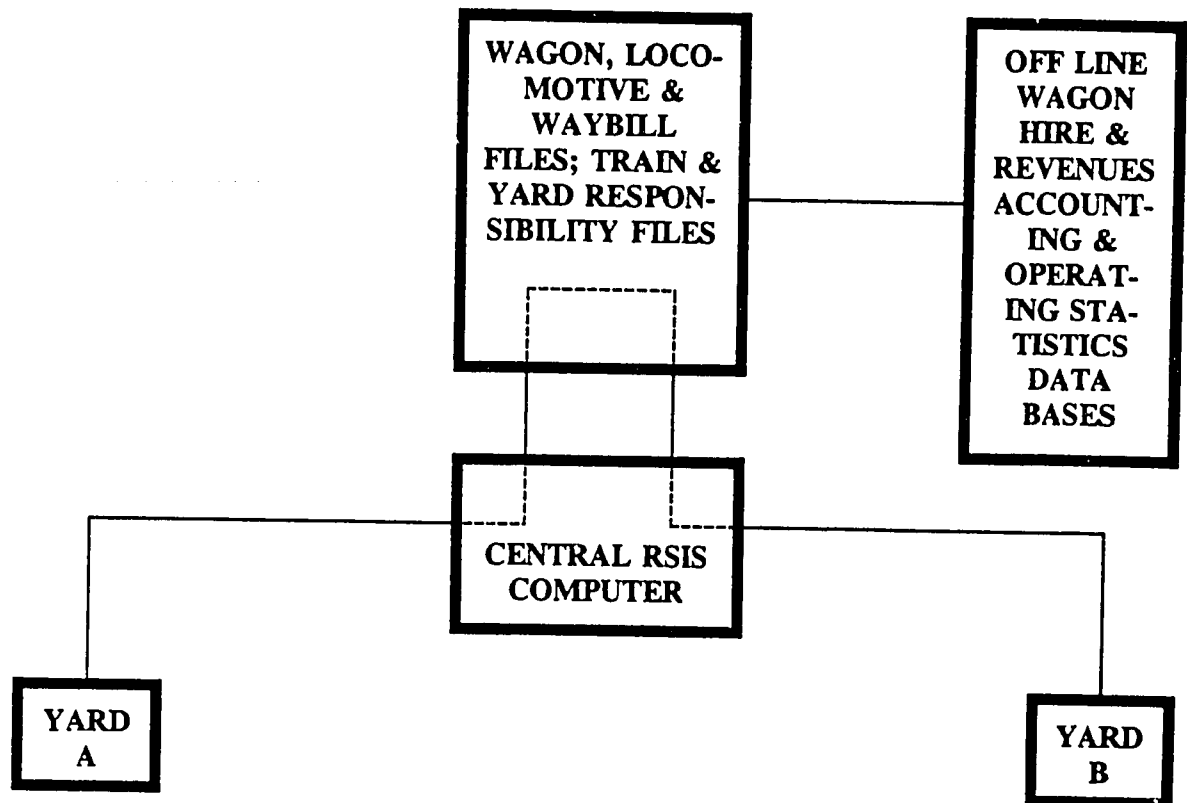 WAGON, LOCO-
MOTIVE &
WAYBILL
FILES; TRAIN &
YARD RESPON-
SIBILITY FILES
OFF LINE
WAGON
HIRE &
REVENUES
ACCOUNT-
ING &
OPERAT-
ING STA-
TISTICS
DATA
BASES
CENTRAL RSIS
COMPUTER
YARD
A
YARD
B